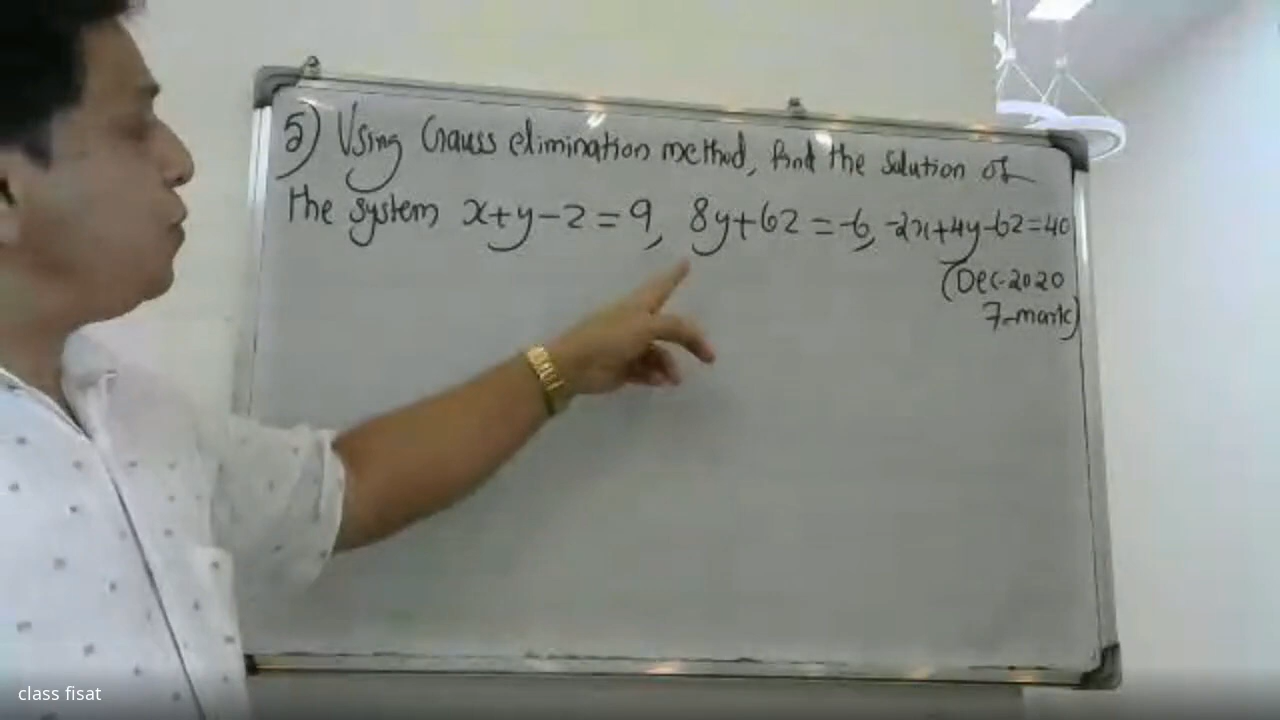 5) Using Gauss elimination method, find the solution of
the system x+y-z=9, 8y+6z=-6, -2x+4y-6z=40
(Dec-2020
7-mark)
class fisat